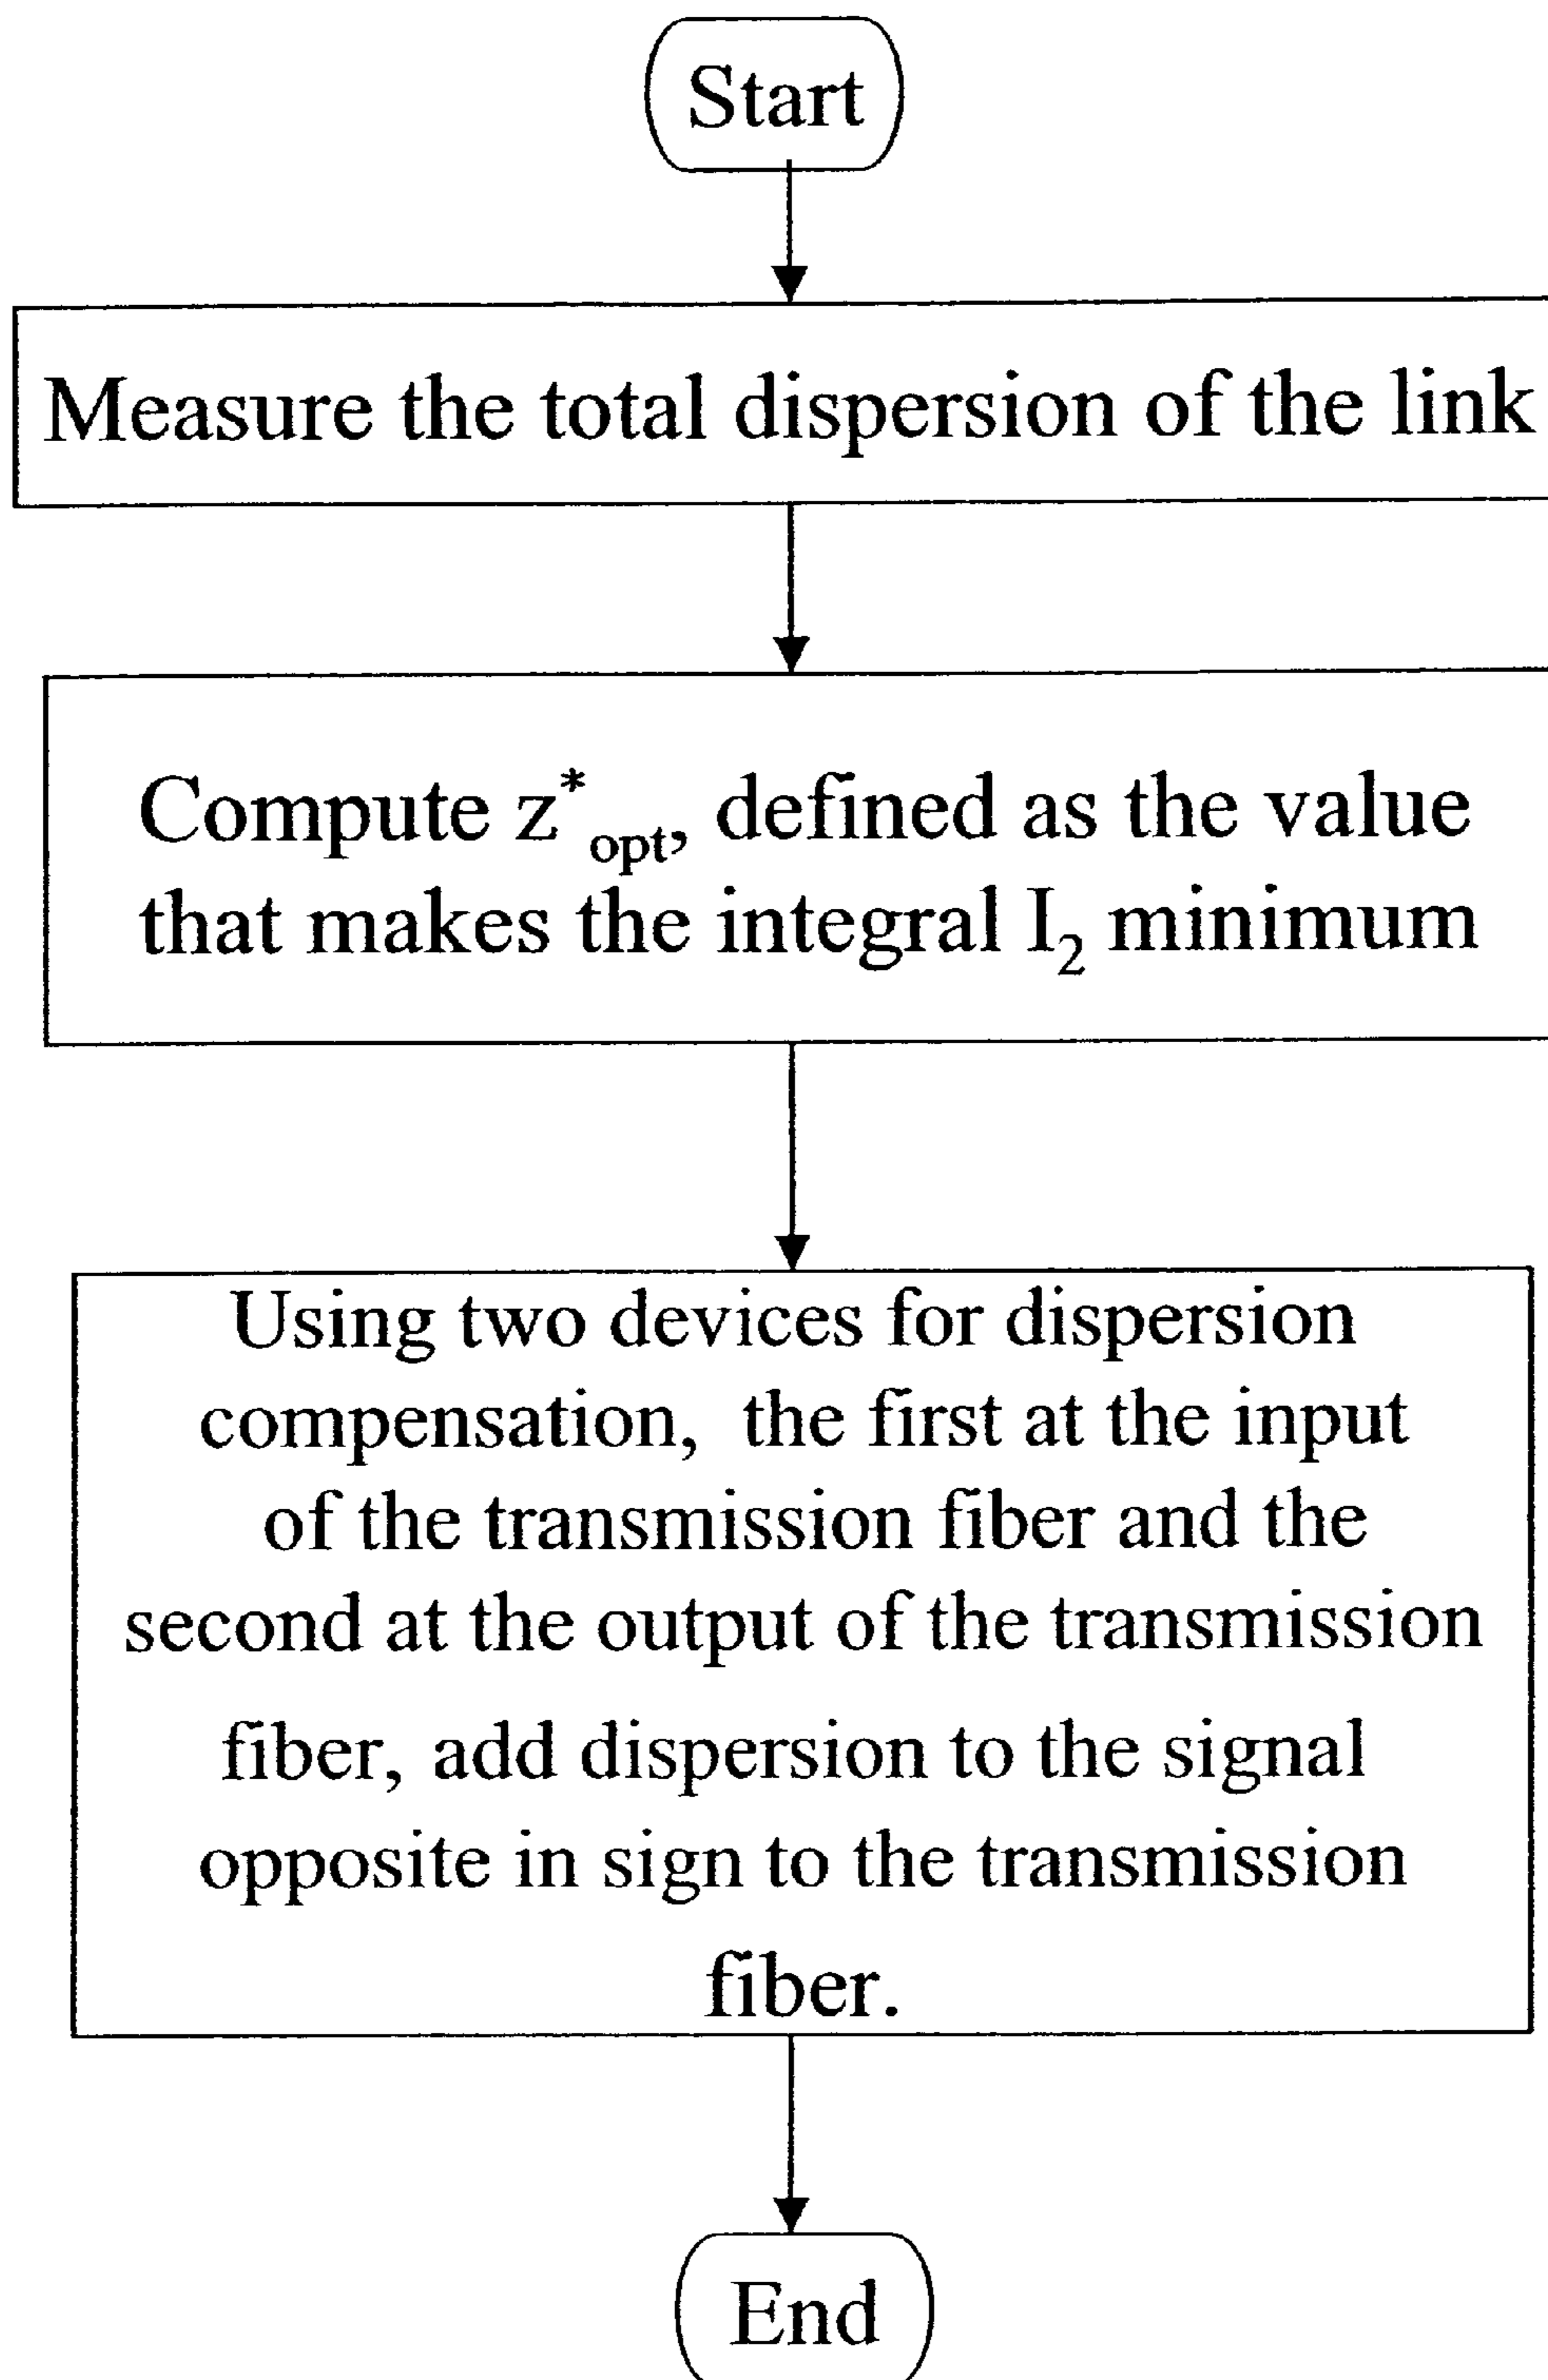 Start
Measure the total dispersion of the link
Compute z*opt, defined as the value
that makes the integral I2 minimum
Using two devices for dispersion
compensation, the first at the input
of the transmission fiber and the
second at the output of the transmission
fiber, add dispersion to the signal
opposite in sign to the transmission
fiber.
End